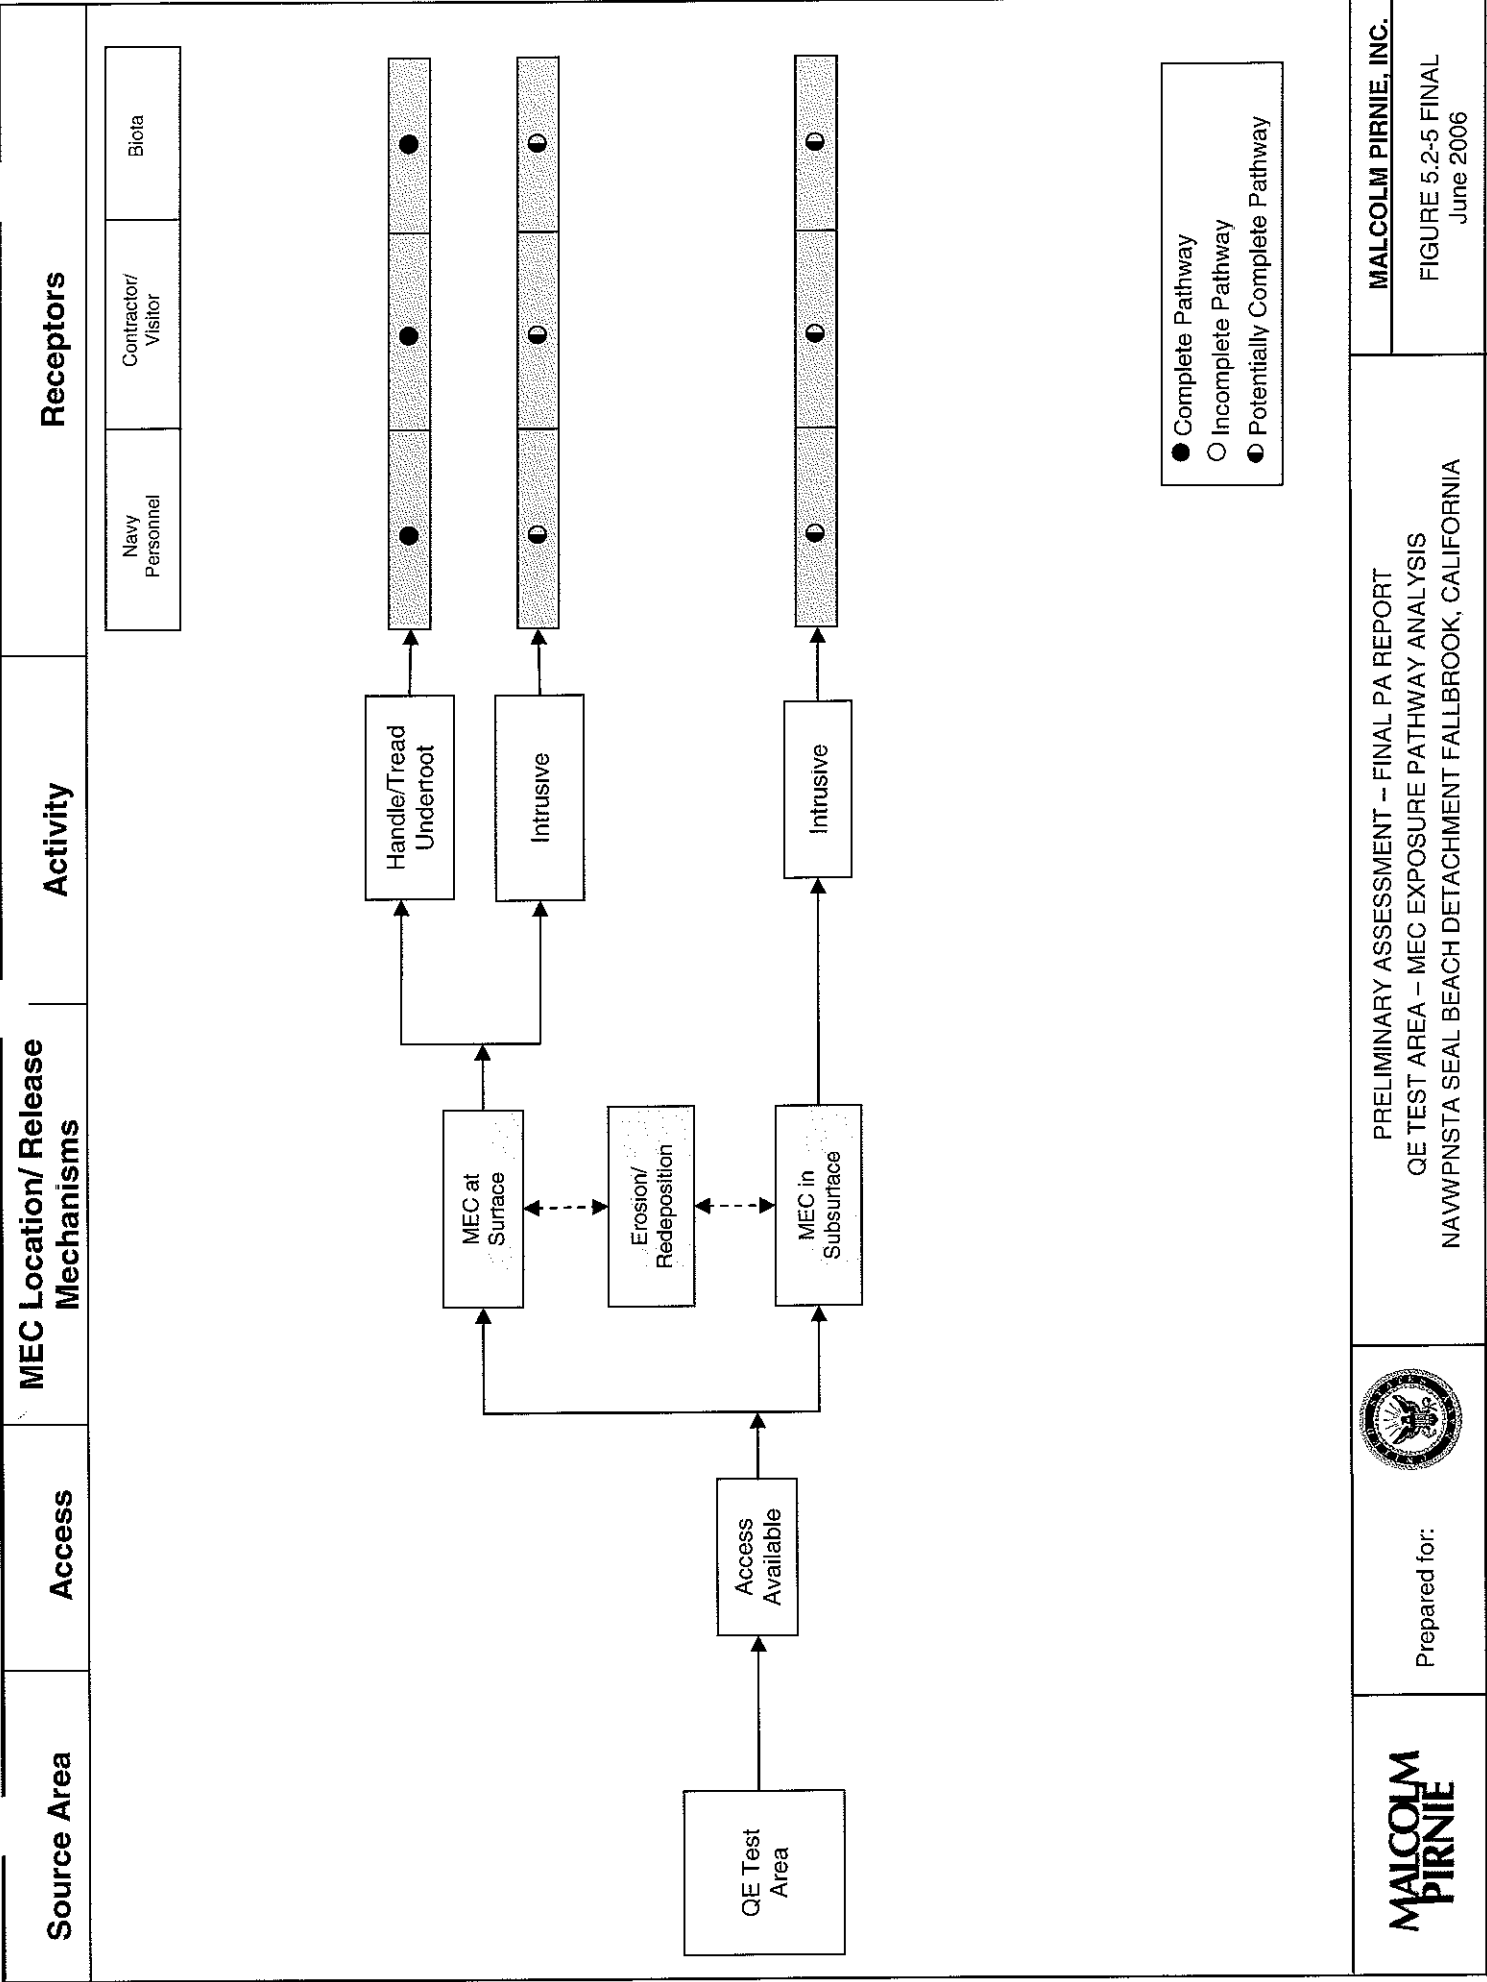 Source Area
Access
MEC Location/ Release
Mechanisms
Activity
Receptors
Navy
Personnel
Contractor/
Visitor
Biota
QE Test
Area
Access
Available
MEC at
Surface
Erosion/
Redeposition
MEC in
Subsurface
Handle/Tread
Underfoot
Intrusive
Intrusive
Complete Pathway
Incomplete Pathway
Potentially Complete Pathway
MALCOLM
PIRNIE
Prepared for:
PRELIMINARY ASSESSMENT – FINAL PA REPORT
QE TEST AREA – MEC EXPOSURE PATHWAY ANALYSIS
NAVWPNSTA SEAL BEACH DETACHMENT FALLBROOK, CALIFORNIA
MALCOLM PIRNIE, INC.
FIGURE 5.2-5 FINAL
June 2006